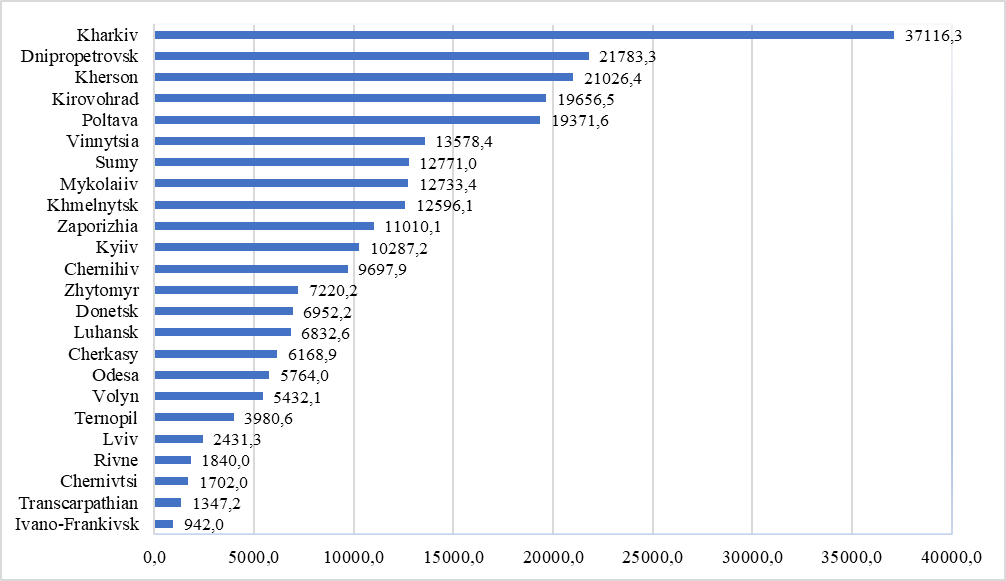 Kharkiv 37116,3
Dnipropetrovsk 21783,3
Kherson 21026,4
Kirovohrad 19656,5
Poltava 19371,6
Vinnytsia 13578,4
Sumy 12771,0
Mykolaiiv 12733,4
Khmelnytsk 12596,1
Zaporizhia 11010,1
Kyiiv 10287,2
Chernihiv 9697,9
Zhytomyr 7220,2
Donetsk 6952,2
Luhansk 6832,6
Cherkasy 6168,9
Odesa 5764,0
Volyn 5432,1
Ternopil 3980,6
Lviv 2431,3
Rivne 1840,0
Chernivtsi 1702,0
Transcarpathian 1347,2
Ivano-Frankivsk 942,0
0,0 5000,0 10000,0 15000,0 20000,0 25000,0 30000,0 35000,0 40000,0